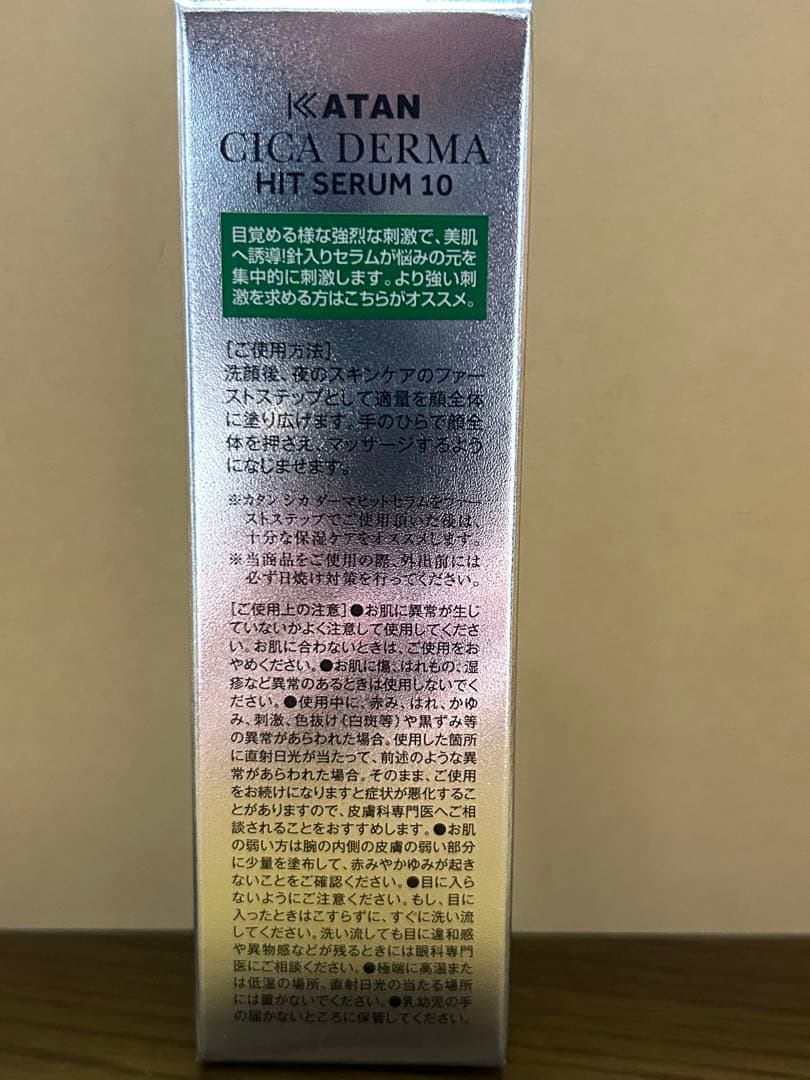 KATAN
CICA DERMA
HIT SERUM 10
目覚める様な強烈な刺激で、美肌
へ誘導!針入りセラムが悩みの元を
集中的に刺激します。より強い刺
激を求める方はこちらがオススメ。
[ご使用方法]
洗顔後、夜のスキンケアのファー
ストステップとして適量を顔全体
に塗り広げます。手のひらで顔全
体を押さえ、マッサージするよう
になじませます。
※カタン シカ ダーマヒットセラムをファー
ストステップでご使用頂いた後は、
十分な保湿ケアをオススメします。
※当商品をご使用の際、外出前には
必ず日焼け対策を行ってください。
[ご使用上の注意]●お肌に異常が生じ
ていないかよく注意して使用してくださ
い。お肌に合わないときは、ご使用をお
やめください。●お肌に傷、はれもの、湿
疹など異常のあるときは使用しないでく
ださい。●使用中に、赤み、はれ、かゆ
み、刺激、色抜け(白斑等)や黒ずみ等
の異常があらわれた場合。使用した箇所
に直射日光が当たって、前述のような異
常があらわれた場合。そのまま、ご使用
をお続けになりますと症状が悪化するこ
とがありますので、皮膚科専門医へご相
談されることをおすすめします。●お肌
の弱い方は腕の内側の皮膚の弱い部分
に少量を塗布して、赤みやかゆみが起き
ないことをご確認ください。●目に入ら
ないようにご注意ください。もし、目に
入ったときはこすらずに、すぐに洗い流
してください。洗い流しても目に違和感
や異物感などが残るときには眼科専門
医にご相談ください。●極端に高温また
は低温の場所、直射日光の当たる場所
には置かないでください。●乳幼児の手
の届かないところに保管してください。